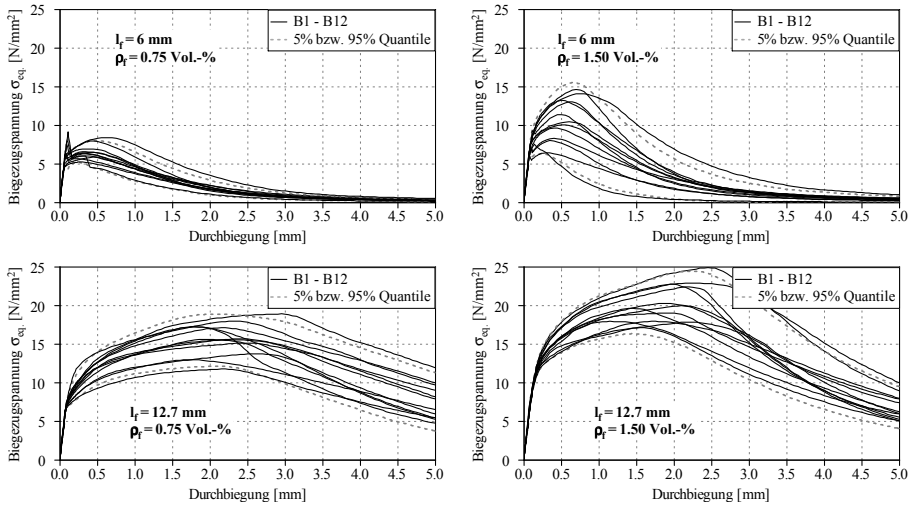 Biegezugspannung σeq. [N/mm²]
25
20
15
10
5
0
lf = 6 mm
ρf = 0.75 Vol.-%
B1 - B12
5% bzw. 95% Quantile
0.0 0.5 1.0 1.5 2.0 2.5 3.0 3.5 4.0 4.5 5.0
Durchbiegung [mm]
Biegezugspannung σeq. [N/mm²]
25
20
15
10
5
0
lf = 6 mm
ρf = 1.50 Vol.-%
B1 - B12
5% bzw. 95% Quantile
0.0 0.5 1.0 1.5 2.0 2.5 3.0 3.5 4.0 4.5 5.0
Durchbiegung [mm]
Biegezugspannung σeq. [N/mm²]
25
20
15
10
5
0
B1 - B12
5% bzw. 95% Quantile
lf = 12.7 mm
ρf = 0.75 Vol.-%
0.0 0.5 1.0 1.5 2.0 2.5 3.0 3.5 4.0 4.5 5.0
Durchbiegung [mm]
Biegezugspannung σeq. [N/mm²]
25
20
15
10
5
0
B1 - B12
5% bzw. 95% Quantile
lf = 12.7 mm
ρf = 1.50 Vol.-%
0.0 0.5 1.0 1.5 2.0 2.5 3.0 3.5 4.0 4.5 5.0
Durchbiegung [mm]